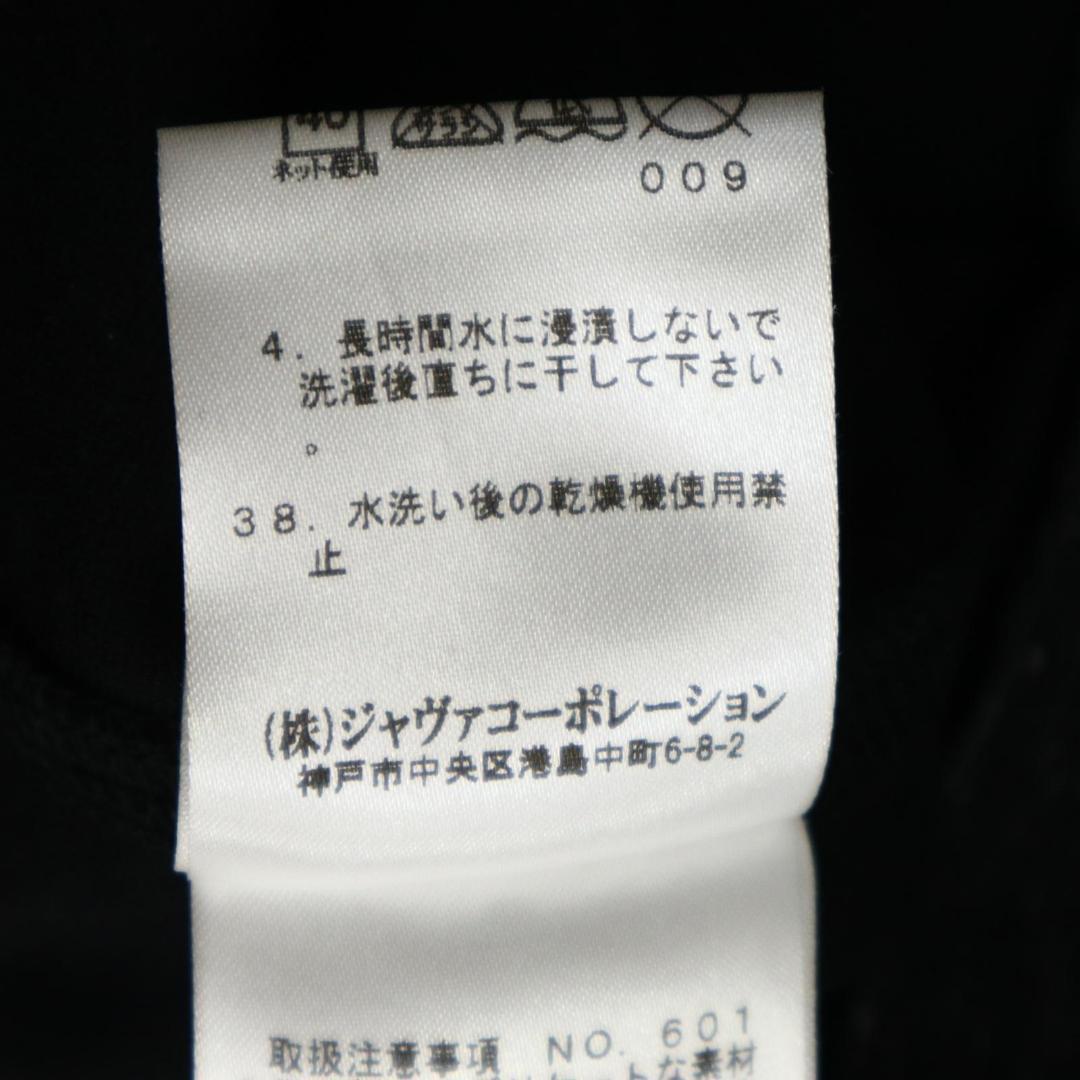 40
ネット使用
009
4. 長時間水に浸漬しないで
洗濯後直ちに干して下さい
。
38. 水洗い後の乾燥機使用禁
止
(株)ジャヴァコーポレーション
神戸市中央区港島中町6-8-2
取扱注意事項 NO. 601
な素材